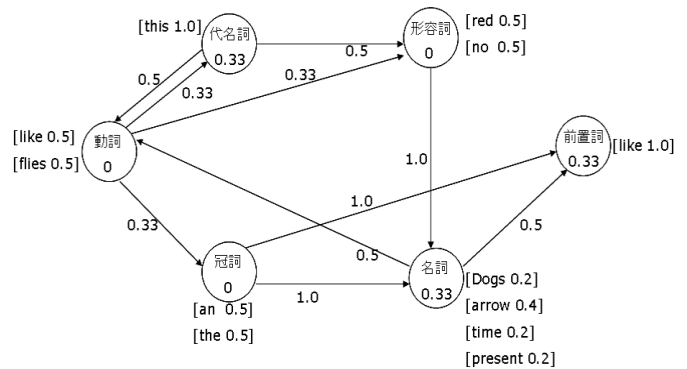 [this 1.0]
代名詞
0.33
0.5
形容詞
0
[red 0.5]
[no 0.5]
0.5
0.33
0.33
[like 0.5]
[flies 0.5]
動詞
0
前置詞
0.33
[like 1.0]
1.0
1.0
0.33
0.5
0.5
冠詞
0
[an 0.5]
[the 0.5]
1.0
名詞
0.33
[Dogs 0.2]
[arrow 0.4]
[time 0.2]
[present 0.2]